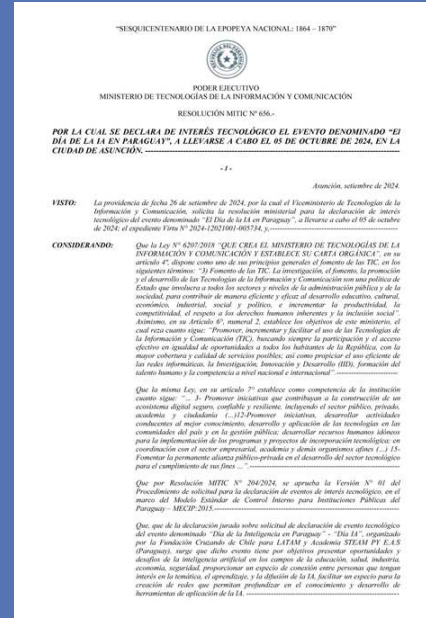 "SESQUICENTENARIO DE LA EPOPEYA NACIONAL: 1864 – 1870"
PODER EJECUTIVO
MINISTERIO DE TECNOLOGÍAS DE LA INFORMACIÓN Y COMUNICACIÓN
RESOLUCIÓN MITIC Nº 656.-
POR LA CUAL SE DECLARA DE INTERÉS TECNOLÓGICO EL EVENTO DENOMINADO "El
DÍA DE LA IA EN PARAGUAY", A LLEVARSE A CABO EL 05 DE OCTUBRE DE 2024, EN LA
CIUDAD DE ASUNCIÓN. ---
- 1 -
Asunción, setiembre de 2024.
VISTO: La providencia de fecha 26 de setiembre de 2024, por la cual el Viceministerio de Tecnologías de la
Información y Comunicación, solicita la resolución ministerial para la declaración de interés
tecnológico del evento denominado "El Día de la IA en Paraguay", a llevarse a cabo el 05 de octubre
de 2024; el expediente Virtu Nº 2024-12021001-005734, y,---
CONSIDERANDO: Que la Ley Nº 6207/2018 "QUE CREA EL MINISTERIO DE TECNOLOGÍAS DE LA
INFORMACIÓN Y COMUNICACIÓN Y ESTABLECE SU CARTA ORGÁNICA", en su
artículo 4º, dispone como uno de sus principios generales el fomento de las TIC, en los
siguientes términos: "3) Fomento de las TIC. La investigación, el fomento, la promoción
y el desarrollo de las Tecnologías de la Información y Comunicación son una política de
Estado que involucra a todos los sectores y niveles de la administración pública y de la
sociedad, para contribuir de manera eficiente y eficaz al desarrollo educativo, cultural,
económico, industrial, social y político, e incrementar la productividad, la
competitividad, el respeto a los derechos humanos inherentes y la inclusión social".
Asimismo, en su Artículo 6º, numeral 2, establece los objetivos de este ministerio, el
cual reza cuanto sigue: "Promover, incrementar y facilitar el uso de las Tecnologías de
la Información y Comunicación (TIC), buscando siempre la participación y el acceso
efectivo en igualdad de oportunidades a todos los habitantes de la República, con la
mayor cobertura y calidad de servicios posibles; así como propiciar el uso eficiente de
las redes informáticas, la Investigación, Innovación y Desarrollo (IID), formación del
talento humano y la competencia a nivel nacional e internacional".---
Que la misma Ley, en su artículo 7º establece como competencia de la institución
cuanto sigue: "... 3- Promover iniciativas que contribuyan a la construcción de un
ecosistema digital seguro, confiable y resiliente, incluyendo el sector público, privado,
academia y ciudadanía (...)12-Promover iniciativas, desarrollar actividades
conducentes al mejor conocimiento, desarrollo y aplicación de las tecnologías en las
comunidades del país y en la gestión pública; desarrollar recursos humanos idóneos
para la implementación de los programas y proyectos de incorporación tecnológica; en
coordinación con el sector empresarial, academia y demás organismos afines (...) 15-
Fomentar la permanente alianza público-privada en el desarrollo del sector tecnológico
para el cumplimiento de sus fines ...".---
Que por Resolución MITIC Nº 204/2024, se aprueba la Versión Nº 01 del
Procedimiento de solicitud para la declaración de eventos de interés tecnológico, en el
marco del Modelo Estándar de Control Interno para Instituciones Públicas del
Paraguay – MECIP:2015.---
Que, que de la declaración jurada sobre solicitud de declaración de evento tecnológico
del evento denominado "Día de la Inteligencia en Paraguay" - "Día IA", organizado
por la Fundación Cruzando de Chile para LATAM y Academia STEAM PY E.A.S
(Paraguay), surge que dicho evento tiene por objetivos presentar oportunidades y
desafíos de la inteligencia artificial en los campos de la educación, salud, industria,
economía, seguridad, proporcionar un especio de conexión entre personas que tengan
interés en la temática, el aprendizaje, y la difusión de la IA, facilitar un especio para la
creación de redes que permitan profundizar en el conocimiento y desarrollo de
herramientas de aplicación de la IA. ---